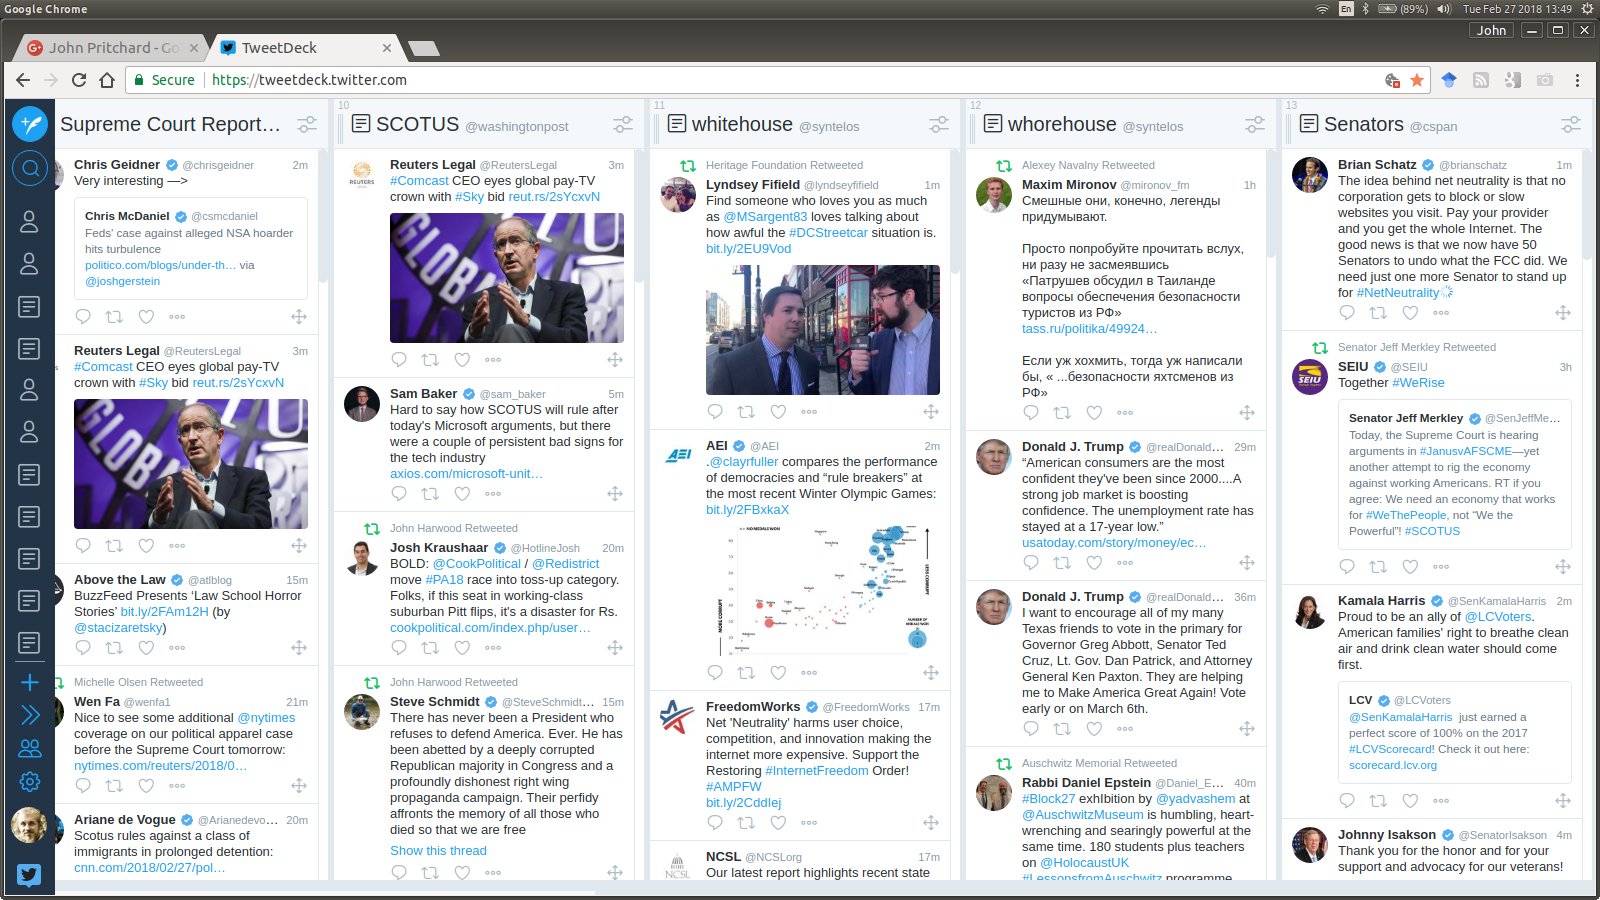 Google Chrome
En
(89%)
Tue Feb 27 2018 13:49
John
John Pritchard - Go
TweetDeck
Secure
https://tweetdeck.twitter.com
Supreme Court Report…
Chris Geidner @chrisgeidner 2m
Very interesting —>
Chris McDaniel @csmcdaniel
Feds' case against alleged NSA hoarder
hits turbulence
politico.com/blogs/under-th… via
@joshgerstein
Reuters Legal @ReutersLegal 3m
#Comcast CEO eyes global pay-TV
crown with #Sky bid reut.rs/2sYcxvN
Above the Law @atlblog 15m
BuzzFeed Presents ‘Law School Horror
Stories’ bit.ly/2FAm12H (by
@stacizaretsky)
Michelle Olsen Retweeted
Wen Fa @wenfa1 21m
Nice to see some additional @nytimes
coverage on our political apparel case
before the Supreme Court tomorrow:
nytimes.com/reuters/2018/0…
Ariane de Vogue @Arianedevo… 20m
Scotus rules against a class of
immigrants in prolonged detention:
cnn.com/2018/02/27/pol…
10
SCOTUS @washingtonpost
REUTERS
Reuters Legal @ReutersLegal 3m
#Comcast CEO eyes global pay-TV
crown with #Sky bid reut.rs/2sYcxvN
Sam Baker @sam_baker 5m
Hard to say how SCOTUS will rule after
today's Microsoft arguments, but there
were a couple of persistent bad signs for
the tech industry
axios.com/microsoft-unit…
John Harwood Retweeted
Josh Kraushaar @HotlineJosh 20m
BOLD: @CookPolitical / @Redistrict
move #PA18 race into toss-up category.
Folks, if this seat in working-class
suburban Pitt flips, it's a disaster for Rs.
cookpolitical.com/index.php/user…
John Harwood Retweeted
Steve Schmidt @SteveSchmidt… 15m
There has never been a President who
refuses to defend America. Ever. He has
been abetted by a deeply corrupted
Republican majority in Congress and a
profoundly dishonest right wing
propaganda campaign. Their perfidy
affronts the memory of all those who
died so that we are free
Show this thread
11
whitehouse @syntelos
Heritage Foundation Retweeted
Lyndsey Fifield @lyndseyfifield 1m
Find someone who loves you as much
as @MSargent83 loves talking about
how awful the #DCStreetcar situation is.
bit.ly/2EU9Vod
AEI
AEI @AEI 2m
.@clayrfuller compares the performance
of democracies and “rule breakers” at
the most recent Winter Olympic Games:
bit.ly/2FBxkaX
NO MEDALS WON
LESS CORRUPT
MORE CORRUPT
NUMBER OF
MEDALS WON
FreedomWorks @FreedomWorks 17m
Net 'Neutrality' harms user choice,
competition, and innovation making the
internet more expensive. Support the
Restoring #InternetFreedom Order!
#AMPFW
bit.ly/2CddIej
NCSL
NCSL @NCSLorg 17m
Our latest report highlights recent state
12
whorehouse @syntelos
Alexey Navalny Retweeted
Maxim Mironov @mironov_fm 1h
Смешные они, конечно, легенды
придумывают.
Просто попробуйте прочитать вслух,
ни разу не засмеявшись
«Патрушев обсудил в Таиланде
вопросы обеспечения безопасности
туристов из РФ»
tass.ru/politika/49924…
Если уж хохмить, тогда уж написали
бы, « ...безопасности яхтсменов из
РФ»
Donald J. Trump @realDonald… 29m
“American consumers are the most
confident they've been since 2000....A
strong job market is boosting
confidence. The unemployment rate has
stayed at a 17-year low.”
usatoday.com/story/money/ec…
Donald J. Trump @realDonald… 36m
I want to encourage all of my many
Texas friends to vote in the primary for
Governor Greg Abbott, Senator Ted
Cruz, Lt. Gov. Dan Patrick, and Attorney
General Ken Paxton. They are helping
me to Make America Great Again! Vote
early or on March 6th.
Auschwitz Memorial Retweeted
Rabbi Daniel Epstein @Daniel_E… 40m
#Block27 exhIbition by @yadvashem at
@AuschwitzMuseum is humbling, heart-
wrenching and searingly powerful at the
same time. 180 students plus teachers
on @HolocaustUK
#LessonsfromAuschwitz programme
13
Senators @cspan
Brian Schatz @brianschatz 1m
The idea behind net neutrality is that no
corporation gets to block or slow
websites you visit. Pay your provider
and you get the whole Internet. The
good news is that we now have 50
Senators to undo what the FCC did. We
need just one more Senator to stand up
for #NetNeutrality
Senator Jeff Merkley Retweeted
SEIU
SEIU @SEIU 3h
Together #WeRise
Senator Jeff Merkley @SenJeffMe…
Today, the Supreme Court is hearing
arguments in #JanusvAFSCME—yet
another attempt to rig the economy
against working Americans. RT if you
agree: We need an economy that works
for #WeThePeople, not “We the
Powerful”! #SCOTUS
Kamala Harris @SenKamalaHarris 2m
Proud to be an ally of @LCVoters.
American families' right to breathe clean
air and drink clean water should come
first.
LCV @LCVoters
@SenKamalaHarris just earned a
perfect score of 100% on the 2017
#LCVScorecard! Check it out here:
scorecard.lcv.org
Johnny Isakson @SenatorIsakson 4m
Thank you for the honor and for your
support and advocacy for our veterans!